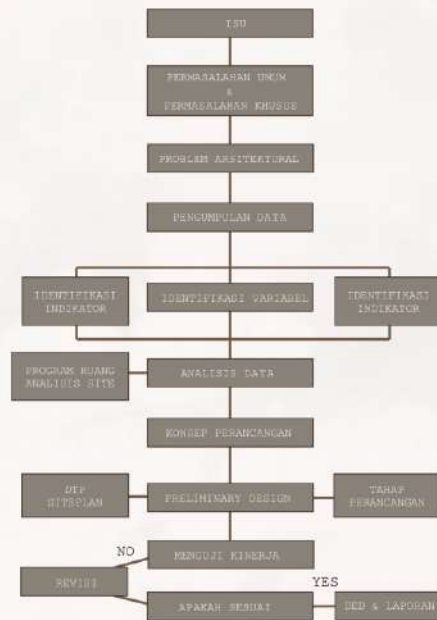 ISU
PERMASALAHAN UMUM
&
PERMASALAHAN KHUSUS
PROBLEM ARSITEKTURAL
PENGUMPULAN DATA
IDENTIFIKASI
INDIKATOR
IDENTIFIKASI VARIABEL
IDENTIFIKASI
INDIKATOR
PROGRAM RUANG
ANALISIS SITE
ANALISIS DATA
KONSEP PERANCANGAN
SITEPLAN
PRELIMINARY DESIGN
TAHAP
PERANCANGAN
NO
MENGUJI KINERJA
REVISI
YES
APAKAH SESUAI
DED & LAPORAN